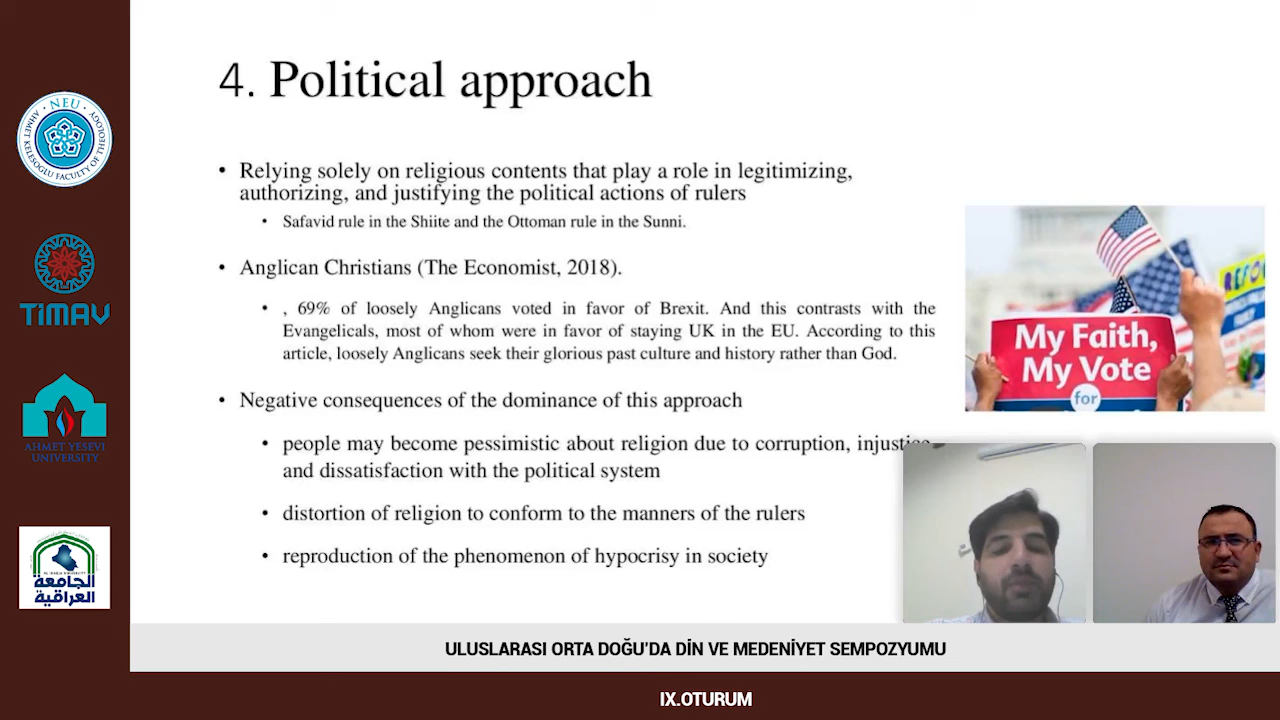 4. Political approach
• Relying solely on religious contents that play a role in legitimizing,
authorizing, and justifying the political actions of rulers
• Safavid rule in the Shiite and the Ottoman rule in the Sunni.
• Anglican Christians (The Economist, 2018).
• , 69% of loosely Anglicans voted in favor of Brexit. And this contrasts with the
Evangelicals, most of whom were in favor of staying UK in the EU. According to this
article, loosely Anglicans seek their glorious past culture and history rather than God.
• Negative consequences of the dominance of this approach
• people may become pessimistic about religion due to corruption, injustice
and dissatisfaction with the political system
• distortion of religion to conform to the manners of the rulers
• reproduction of the phenomenon of hypocrisy in society
My Faith,
My Vote
for
REFO
NEU
AHMET KELEŞOĞLU FACULTY OF THEOLOGY
TİMAV
AHMET YESEVI
UNIVERSITY
الجامعة
العراقية
ULUSLARASI ORTA DOĞU'DA DİN VE MEDENİYET SEMPOZYUMU
IX.OTURUM